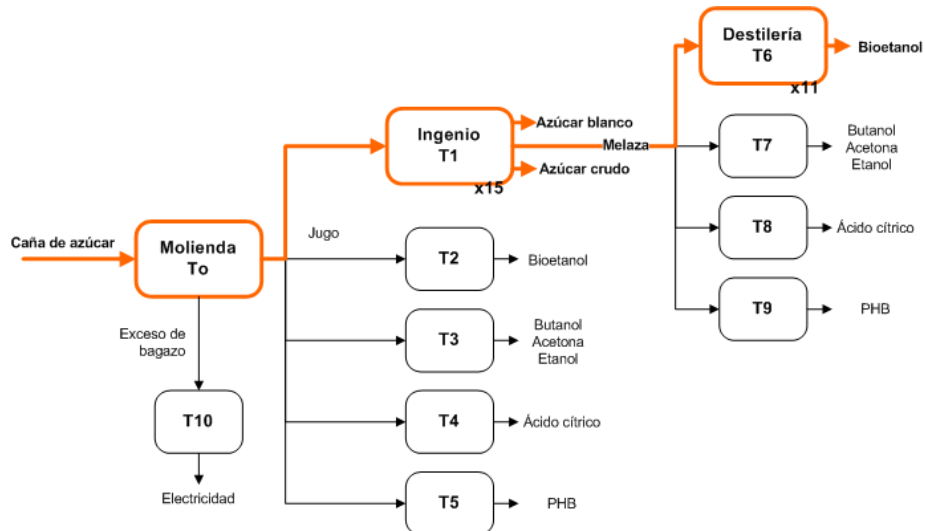 Destilería
T6
x11
Bioetanol
Ingenio
T1
x15
Azúcar blanco
Melaza
Azúcar crudo
T7
Butanol
Acetona
Etanol
T8
Ácido cítrico
T9
PHB
Caña de azúcar
Molienda
To
Jugo
T2
Bioetanol
T3
Butanol
Acetona
Etanol
T4
Ácido cítrico
T5
PHB
Exceso de
bagazo
T10
Electricidad